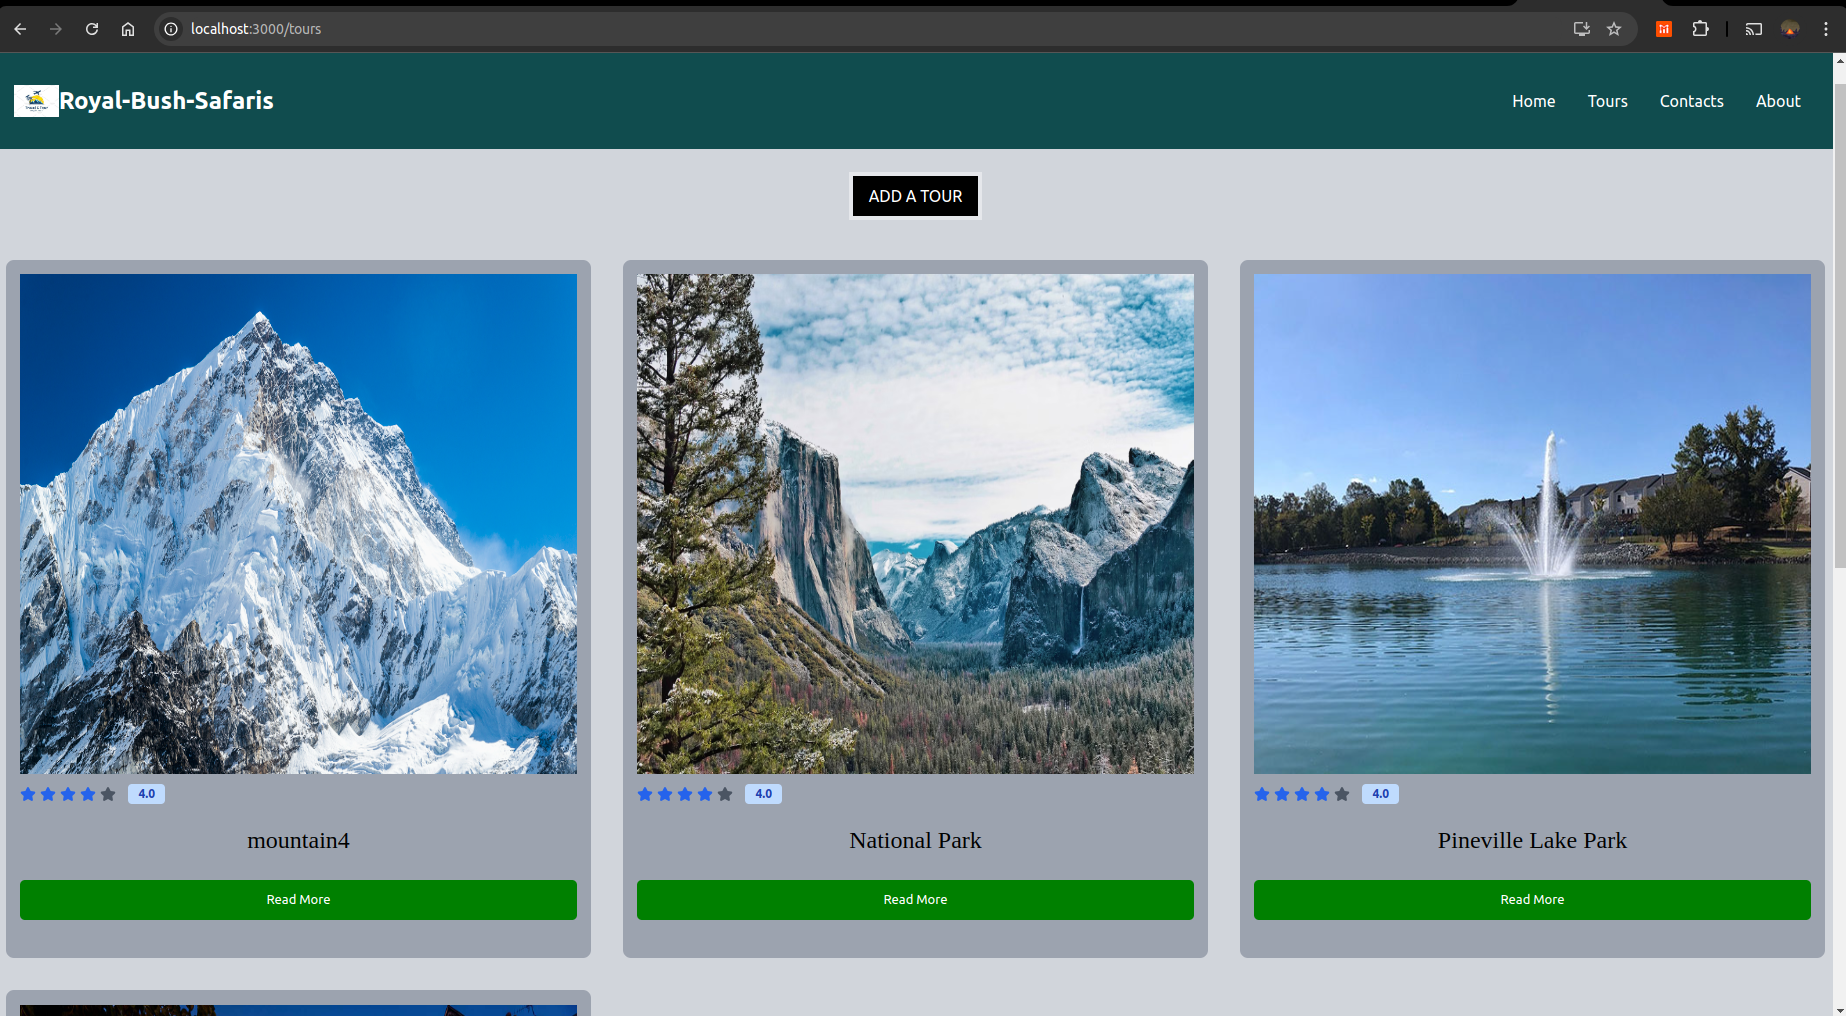 localhost:3000/tours
Royal-Bush-Safaris
Home Tours Contacts About
ADD A TOUR
4.0
mountain4
Read More
4.0
National Park
Read More
4.0
Pineville Lake Park
Read More